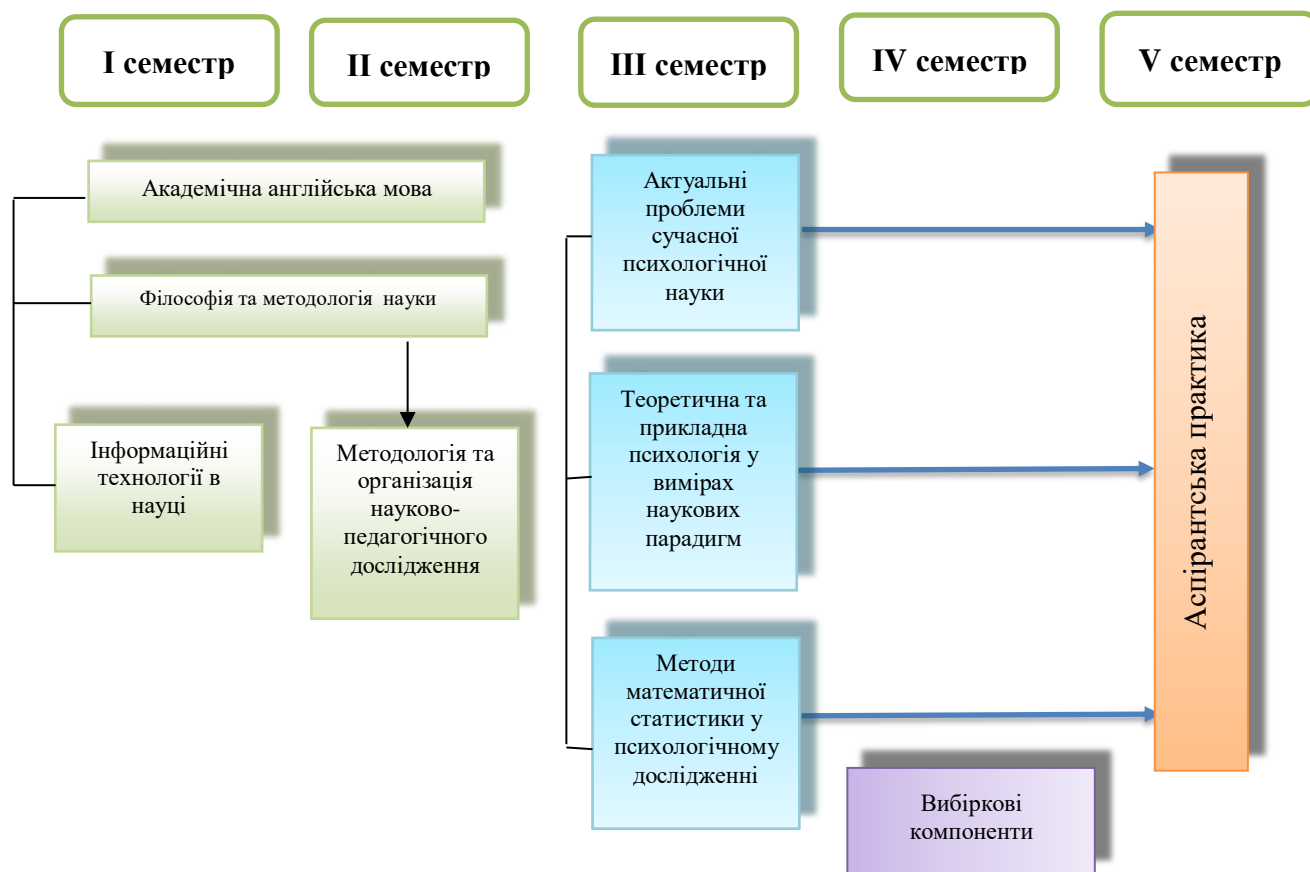 I семестр
II семестр
III семестр
IV семестр
V семестр
Академічна англійська мова
Філософія та методологія науки
Інформаційні
технології в
науці
Методологія та
організація
науково-
педагогічного
дослідження
Актуальні
проблеми
сучасної
психологічної
науки
Теоретична та
прикладна
психологія у
вимірах
наукових
парадигм
Методи
математичної
статистики у
психологічному
дослідженні
Вибіркові
компоненти
Аспірантська практика